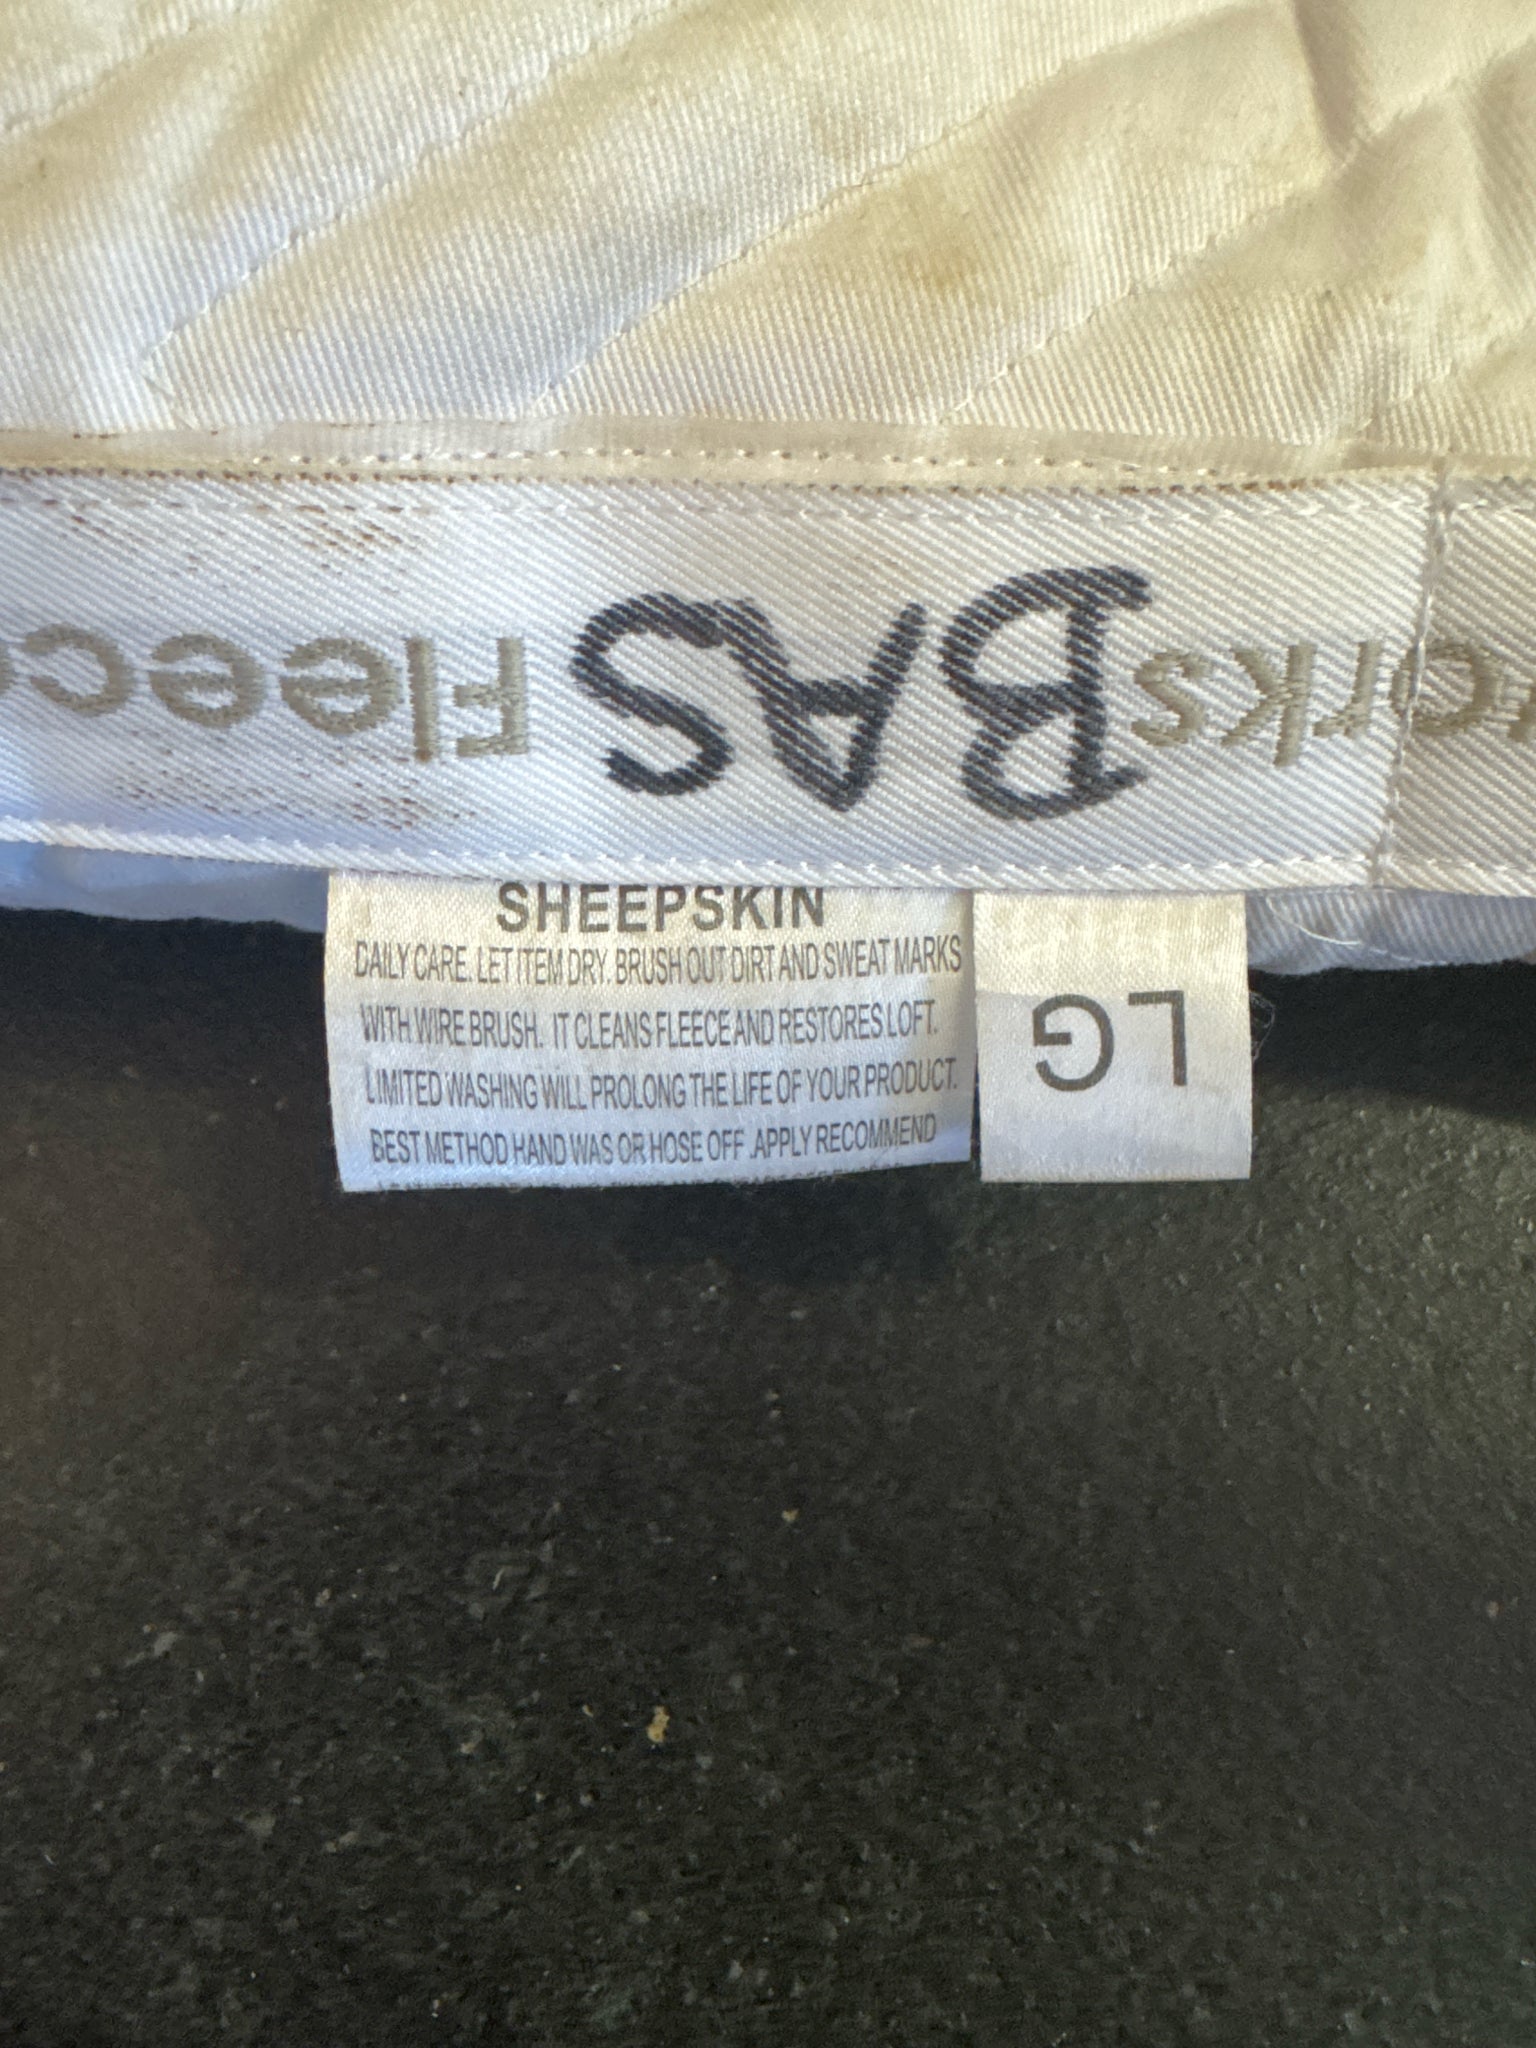 orks BAS Fleec
SHEEPSKIN
DAILY CARE. LET ITEM DRY. BRUSH OUT DIRT AND SWEAT MARKS
WITH WIRE BRUSH. IT CLEANS FLEECE AND RESTORES LOFT.
LIMITED WASHING WILL PROLONG THE LIFE OF YOUR PRODUCT.
BEST METHOD HAND WAS OR HOSE OFF .APPLY RECOMMEND
LG